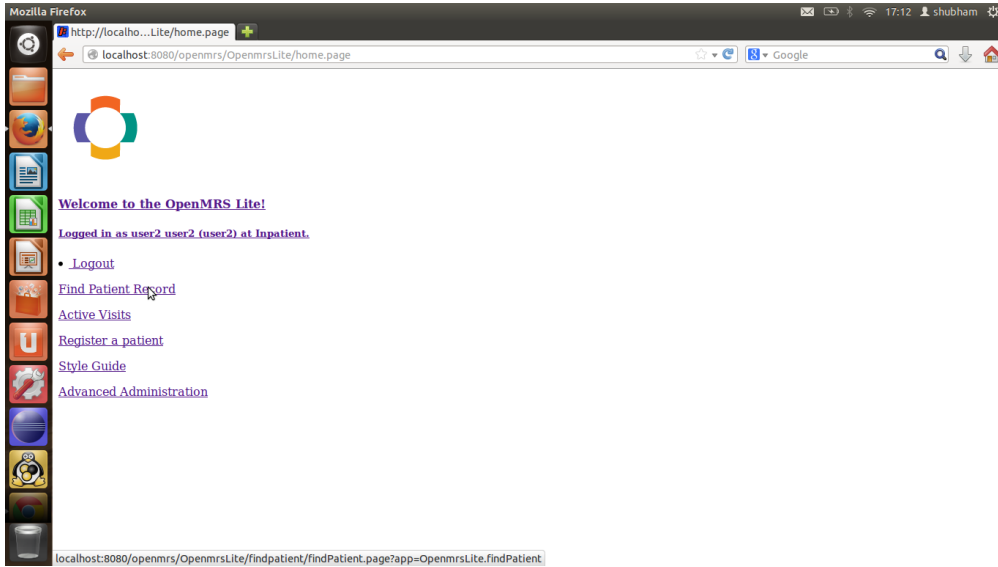 Mozilla Firefox
17:12 shubham
http://localho...Lite/home.page
localhost:8080/openmrs/OpenmrsLite/home.page
Google
Welcome to the OpenMRS Lite!
Logged in as user2 user2 (user2) at Inpatient.
Logout
Find Patient Record
Active Visits
Register a patient
Style Guide
Advanced Administration
localhost:8080/openmrs/OpenmrsLite/findpatient/findPatient.page?app=OpenmrsLite.findPatient